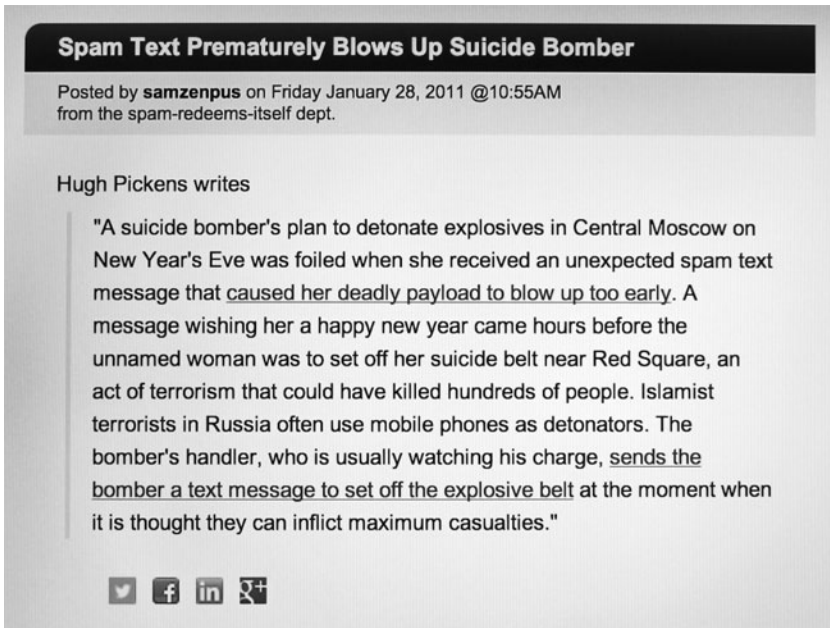 Spam Text Prematurely Blows Up Suicide Bomber
Posted by samzenpus on Friday January 28, 2011 @10:55AM
from the spam-redeems-itself dept.
Hugh Pickens writes
"A suicide bomber's plan to detonate explosives in Central Moscow on
New Year's Eve was foiled when she received an unexpected spam text
message that caused her deadly payload to blow up too early. A
message wishing her a happy new year came hours before the
unnamed woman was to set off her suicide belt near Red Square, an
act of terrorism that could have killed hundreds of people. Islamist
terrorists in Russia often use mobile phones as detonators. The
bomber's handler, who is usually watching his charge, sends the
bomber a text message to set off the explosive belt at the moment when
it is thought they can inflict maximum casualties."
f in g+